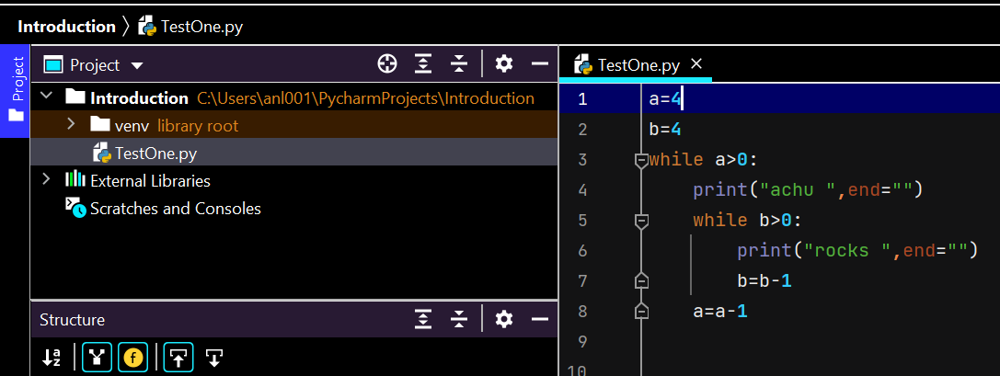 Introduction TestOne.py
Project
Project
Introduction C:\Users\anl001\PycharmProjects\Introduction
venv library root
TestOne.py
External Libraries
Scratches and Consoles
Structure
TestOne.py
1 a=4
2 b=4
3 while a>0:
4     print("achu ",end="")
5     while b>0:
6         print("rocks ",end="")
7         b=b-1
8     a=a-1
9
10